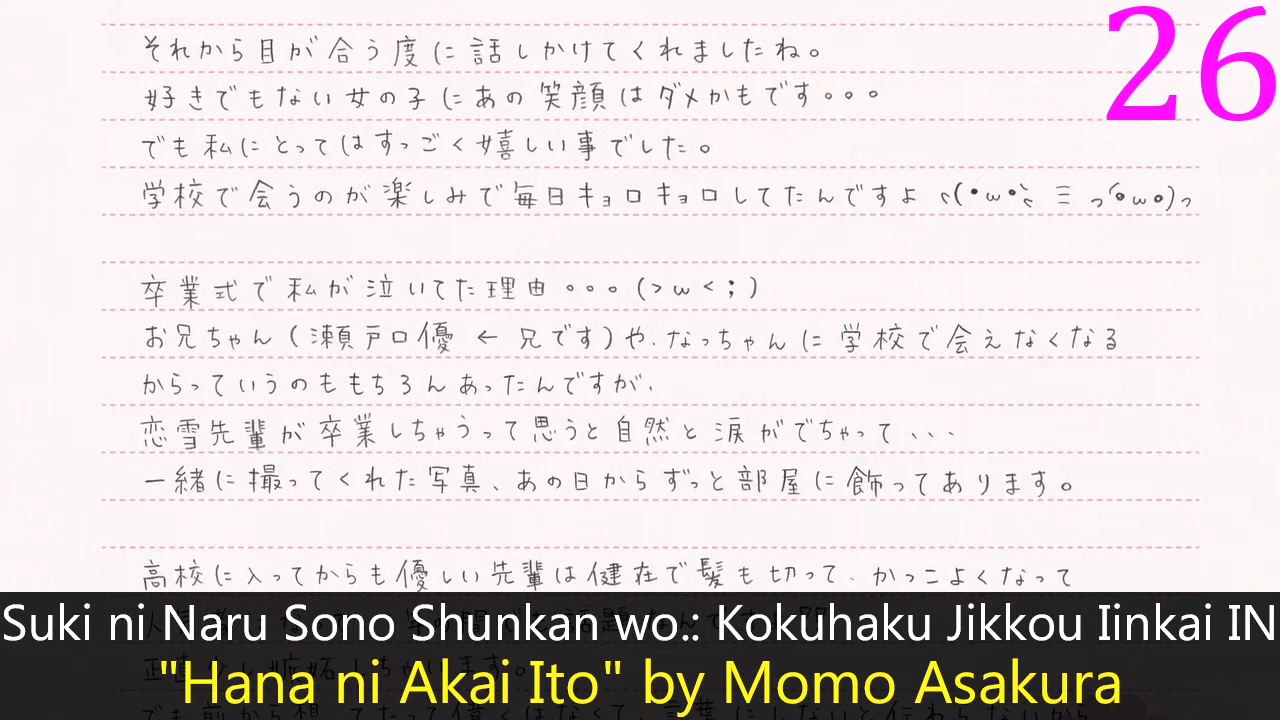 26
それから目が合う度に話しかけてくれましたね。
好きでもない女の子にあの笑顔はダメかもです。。。
でも私にとってはすっごく嬉しい事でした。
学校で会うのが楽しみで毎日キョロキョロしてたんですよ
卒業式で私が泣いてた理由。。。(>ω<;)
お兄ちゃん(瀬戸口優 ← 兄です)や、なっちゃんに学校で会えなくなる
からっていうのももちろんあったんですが、
恋雪先輩が卒業しちゃうって思うと自然と涙がでちゃって、、、
一緒に撮ってくれた写真、あの日からずっと部屋に飾ってあります。
高校に入ってからも優しい先輩は健在で髪も切って、かっこよくなって
Suki ni Naru Sono Shunkan wo.: Kokuhaku Jikkou Iinkai IN
"Hana ni Akai Ito" by Momo Asakura